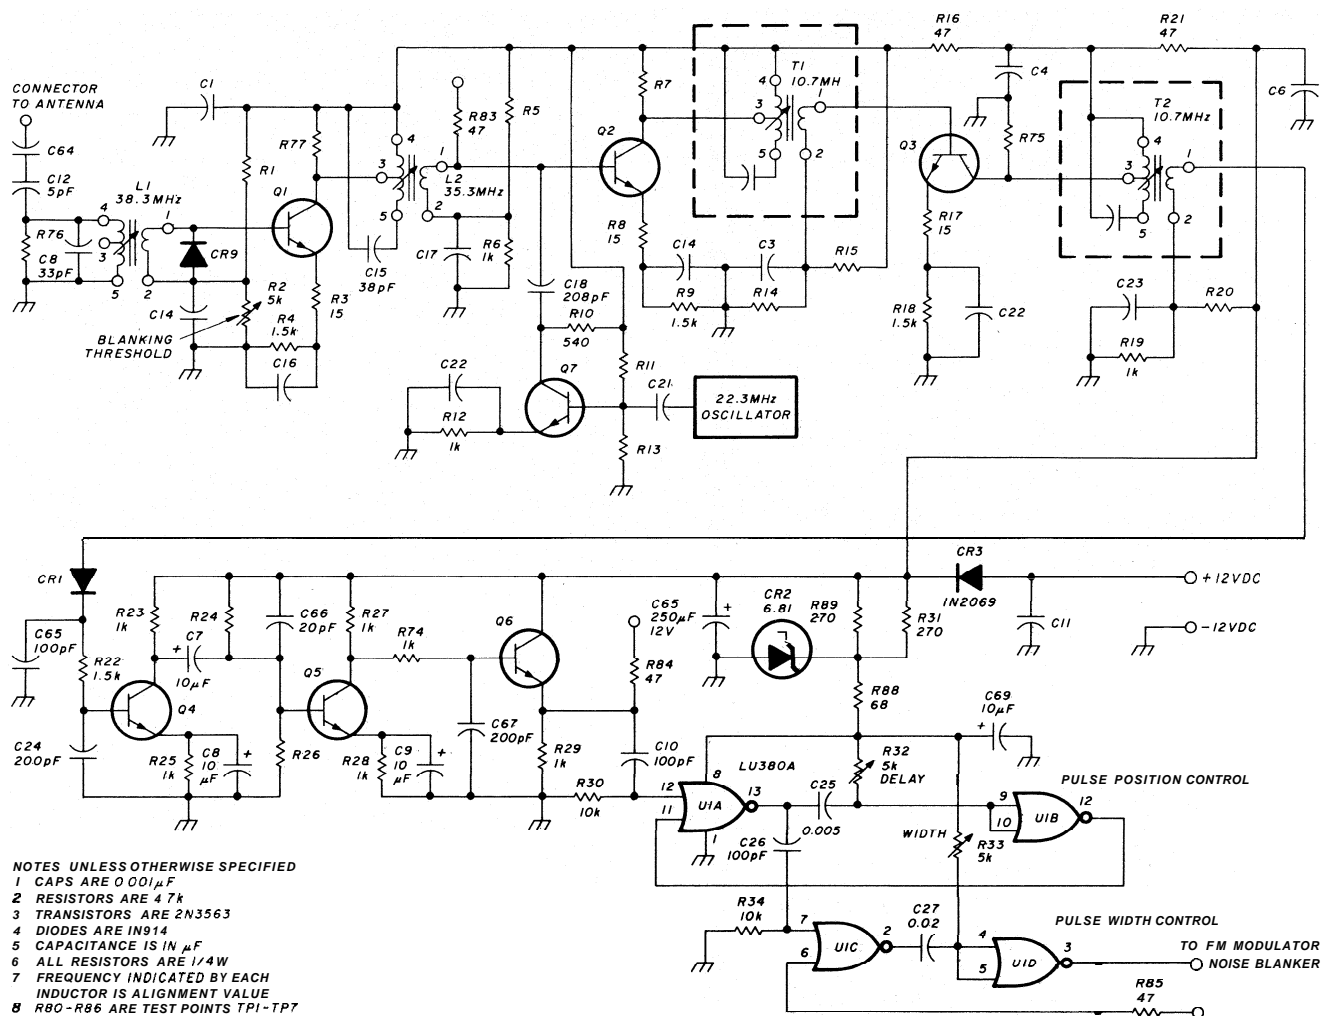 CONNECTOR
TO ANTENNA
C64
C12
5pF
R76
C8
33pF
L1
38.3MHz
4
3
5
1
2
CR9
C14
BLANKING
THRESHOLD
C1
R1
R2
5k
R4
1.5k
C16
R77
Q1
R3
15
C15
38pF
4
3
5
1
2
L2
35.3MHz
R83
47
R5
C17
R6
1k
C18
208pF
R10
540
Q7
C22
R12
1k
R11
R13
C21
22.3MHz
OSCILLATOR
Q2
R7
R8
15
C14
R9
1.5k
C3
R14
R15
T1
10.7MH
4
3
5
1
2
R16
47
C4
R75
Q3
R17
15
R18
1.5k
C22
R21
47
C6
T2
10.7MHz
4
3
5
1
2
C23
R19
1k
R20
CR1
C65
100pF
R22
1.5k
C24
200pF
R23
1k
R24
C7
+
10µF
Q4
R25
1k
C8
10
µF
+
C66
20pF
R26
R27
1k
Q5
R28
1k
C9
10
µF
+
R74
1k
C67
200pF
Q6
R29
1k
R84
47
C10
100pF
R30
10k
C65
250µF
12V
+
CR2
6.81
R89
270
R31
270
R88
68
CR3
1N2069
C11
+12VDC
-12VDC
C69
10µF
+
R32
5k
DELAY
LU380A
12
11
8
13
1
U1A
C25
0.005
C26
100pF
WIDTH
R33
5k
PULSE POSITION CONTROL
9
10
12
U1B
R34
10k
7
6
2
U1C
C27
0.02
PULSE WIDTH CONTROL
4
5
3
U1D
TO FM MODULATOR
NOISE BLANKER
R85
47
NOTES UNLESS OTHERWISE SPECIFIED
1 CAPS ARE 0 001µF
2 RESISTORS ARE 4 7k
3 TRANSISTORS ARE 2N3563
4 DIODES ARE IN914
5 CAPACITANCE IS IN µF
6 ALL RESISTORS ARE 1/4W
7 FREQUENCY INDICATED BY EACH
INDUCTOR IS ALIGNMENT VALUE
8 R80-R86 ARE TEST POINTS TP1-TP7